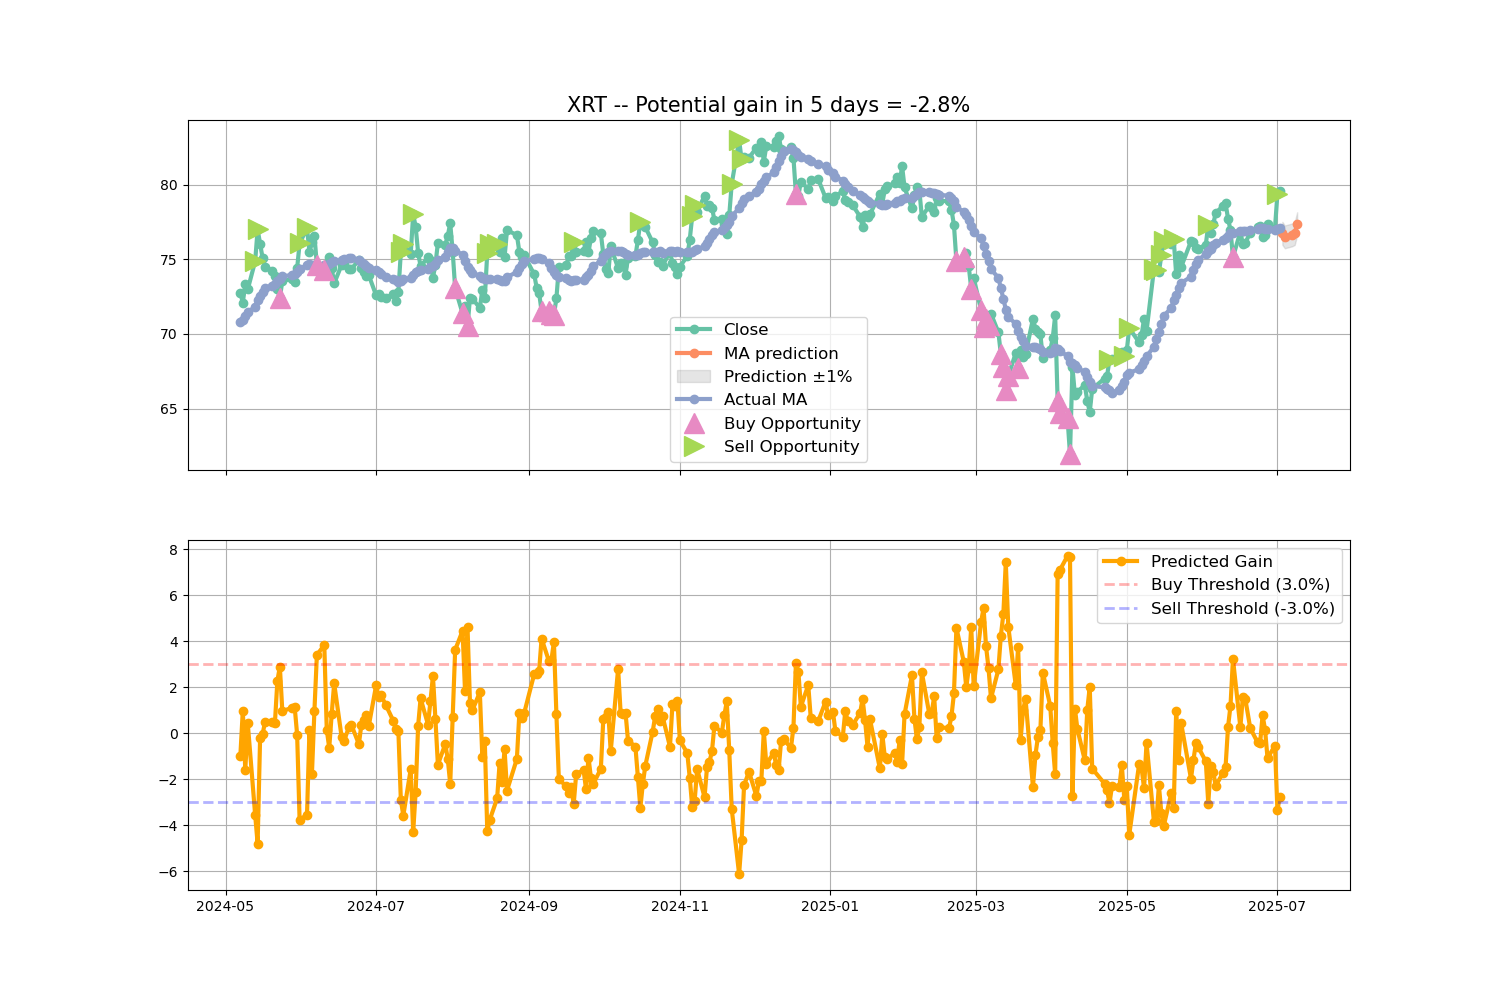 XRT -- Potential gain in 5 days = -2.8%
80
75
70
65
Close
MA prediction
Prediction ±1%
Actual MA
Buy Opportunity
Sell Opportunity
8
6
4
2
0
−2
−4
−6
Predicted Gain
Buy Threshold (3.0%)
Sell Threshold (-3.0%)
2024-05
2024-07
2024-09
2024-11
2025-01
2025-03
2025-05
2025-07